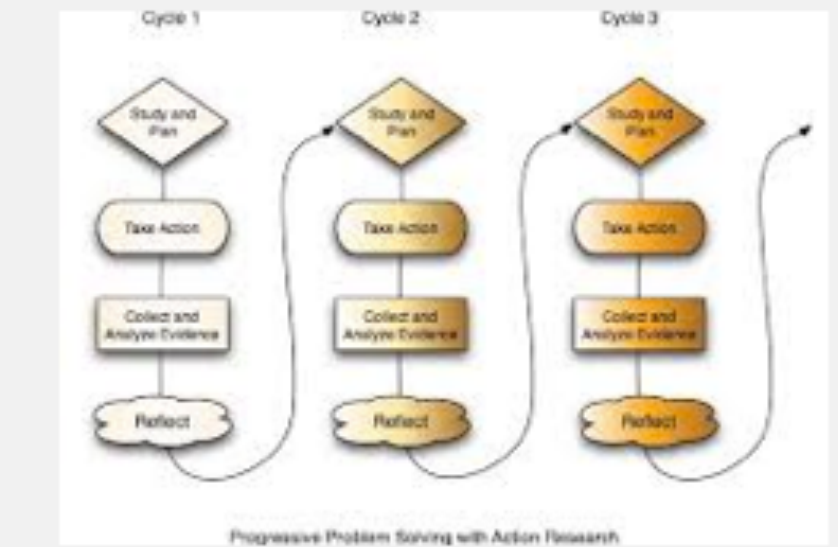 Cycle 1
Cycle 2
Cycle 3
Study and
Plan
Study and
Plan
Study and
Plan
Take Action
Take Action
Take Action
Collect and
Analyze Evidence
Collect and
Analyze Evidence
Collect and
Analyze Evidence
Reflect
Reflect
Reflect
Progressive Problem Solving with Action Research